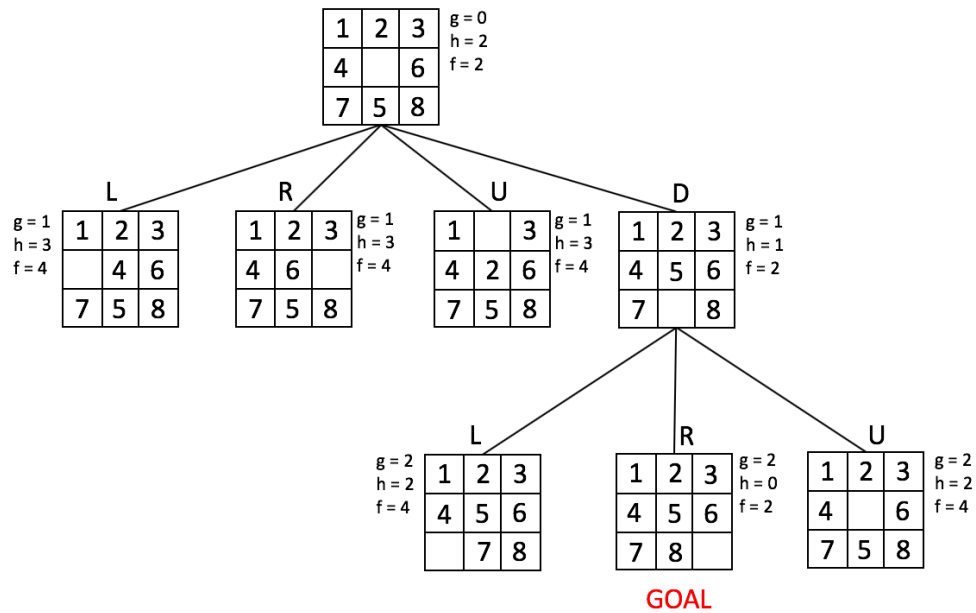 1 2 3
4 6
7 5 8
g = 0
h = 2
f = 2
L
R
U
D
g = 1
h = 3
f = 4
1 2 3
4 6
7 5 8
1 2 3
4 6
7 5 8
g = 1
h = 3
f = 4
1 3
4 2 6
7 5 8
g = 1
h = 3
f = 4
1 2 3
4 5 6
7 8
g = 1
h = 1
f = 2
L
R
U
g = 2
h = 2
f = 4
1 2 3
4 5 6
7 8
1 2 3
4 5 6
7 8
g = 2
h = 0
f = 2
1 2 3
4 6
7 5 8
g = 2
h = 2
f = 4
GOAL